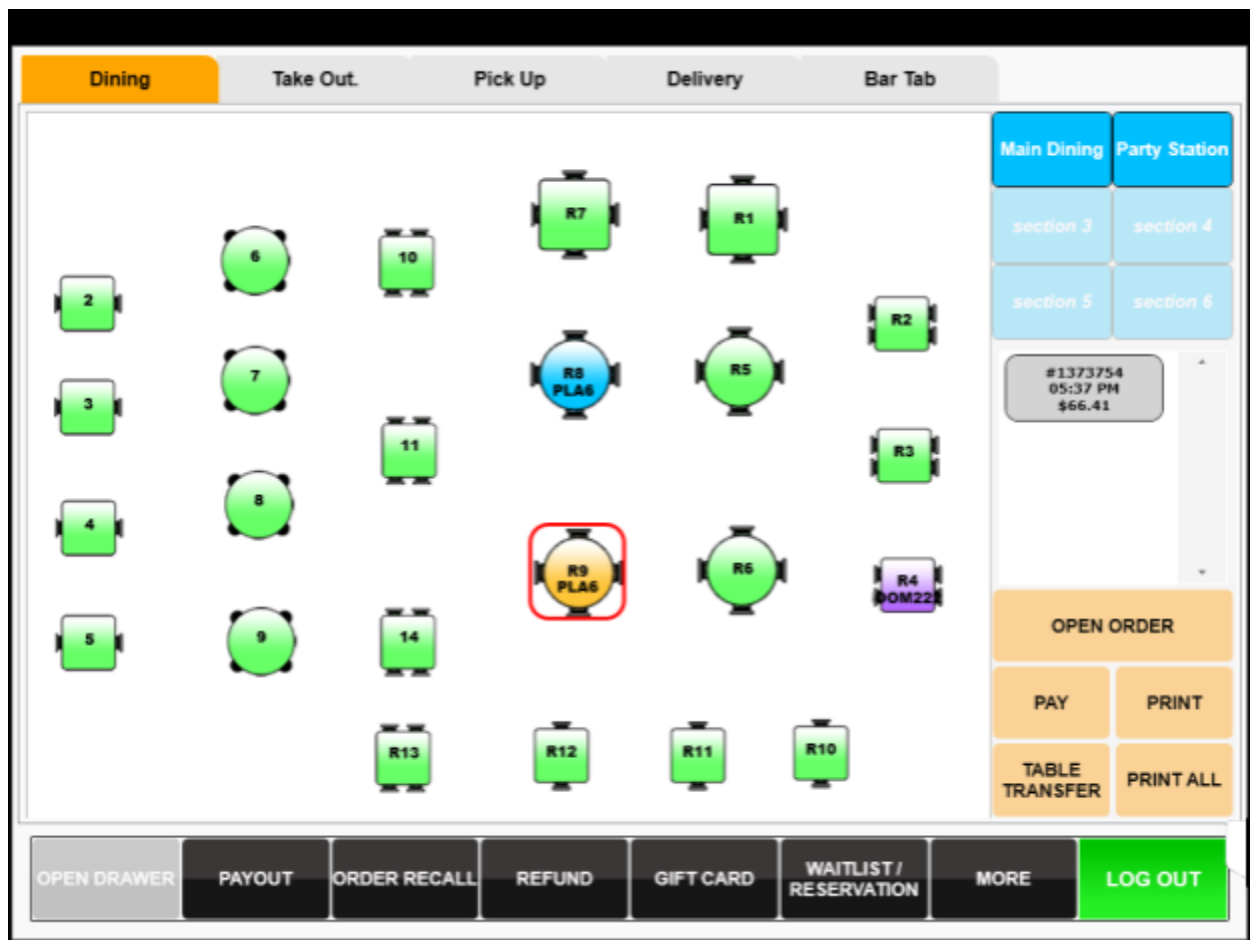 Dining
Take Out.
Pick Up
Delivery
Bar Tab
Main Dining
Party Station
section 3
section 4
section 5
section 6
R7
R1
6
10
2
R2
R8
PLA6
R5
7
3
11
R3
8
4
R9
PLA6
R6
R4
DOM22
5
9
14
R13
R12
R11
R10
#1373754
05:37 PM
$66.41
OPEN ORDER
PAY
PRINT
TABLE
TRANSFER
PRINT ALL
OPEN DRAWER
PAYOUT
ORDER RECALL
REFUND
GIFT CARD
WAITLIST /
RESERVATION
MORE
LOG OUT